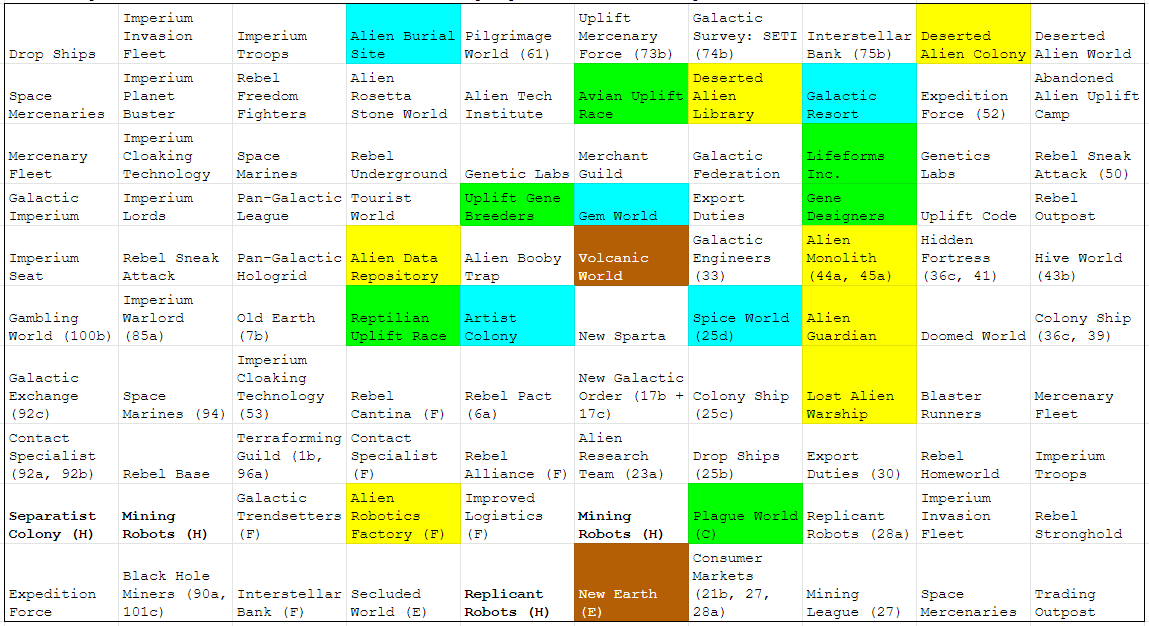 Drop Ships
Imperium
Invasion
Fleet
Imperium
Troops
Alien Burial
Site
Pilgrimage
World (61)
Uplift
Mercenary
Force (73b)
Galactic
Survey: SETI
(74b)
Interstellar
Bank (75b)
Deserted
Alien Colony
Deserted
Alien World
Space
Mercenaries
Imperium
Planet
Buster
Rebel
Freedom
Fighters
Alien
Rosetta
Stone World
Alien Tech
Institute
Avian Uplift
Race
Deserted
Alien
Library
Galactic
Resort
Expedition
Force (52)
Abandoned
Alien Uplift
Camp
Mercenary
Fleet
Imperium
Cloaking
Technology
Space
Marines
Rebel
Underground
Genetic Labs
Merchant
Guild
Galactic
Federation
Lifeforms
Inc.
Genetics
Labs
Rebel Sneak
Attack (50)
Galactic
Imperium
Imperium
Lords
Pan-Galactic
League
Tourist
World
Uplift Gene
Breeders
Gem World
Export
Duties
Gene
Designers
Uplift Code
Rebel
Outpost
Imperium
Seat
Rebel Sneak
Attack
Pan-Galactic
Hologrid
Alien Data
Repository
Alien Booby
Trap
Volcanic
World
Galactic
Engineers
(33)
Alien
Monolith
(44a, 45a)
Hidden
Fortress
(36c, 41)
Hive World
(43b)
Gambling
World (100b)
Imperium
Warlord
(85a)
Old Earth
(7b)
Reptilian
Uplift Race
Artist
Colony
New Sparta
Spice World
(25d)
Alien
Guardian
Doomed World
Colony Ship
(36c, 39)
Galactic
Exchange
(92c)
Space
Marines (94)
Imperium
Cloaking
Technology
(53)
Rebel
Cantina (F)
Rebel Pact
(6a)
New Galactic
Order (17b +
17c)
Colony Ship
(25c)
Lost Alien
Warship
Blaster
Runners
Mercenary
Fleet
Contact
Specialist
(92a, 92b)
Rebel Base
Terraforming
Guild (1b,
96a)
Contact
Specialist
(F)
Rebel
Alliance (F)
Alien
Research
Team (23a)
Drop Ships
(25b)
Export
Duties (30)
Rebel
Homeworld
Imperium
Troops
Separatist
Colony (H)
Mining
Robots (H)
Galactic
Trendsetters
(F)
Alien
Robotics
Factory (F)
Improved
Logistics
(F)
Mining
Robots (H)
Plague World
(C)
Replicant
Robots (28a)
Imperium
Invasion
Fleet
Rebel
Stronghold
Expedition
Force
Black Hole
Miners (90a,
101c)
Interstellar
Bank (F)
Secluded
World (E)
Replicant
Robots (H)
New Earth
(E)
Consumer
Markets
(21b, 27,
28a)
Mining
League (27)
Space
Mercenaries
Trading
Outpost